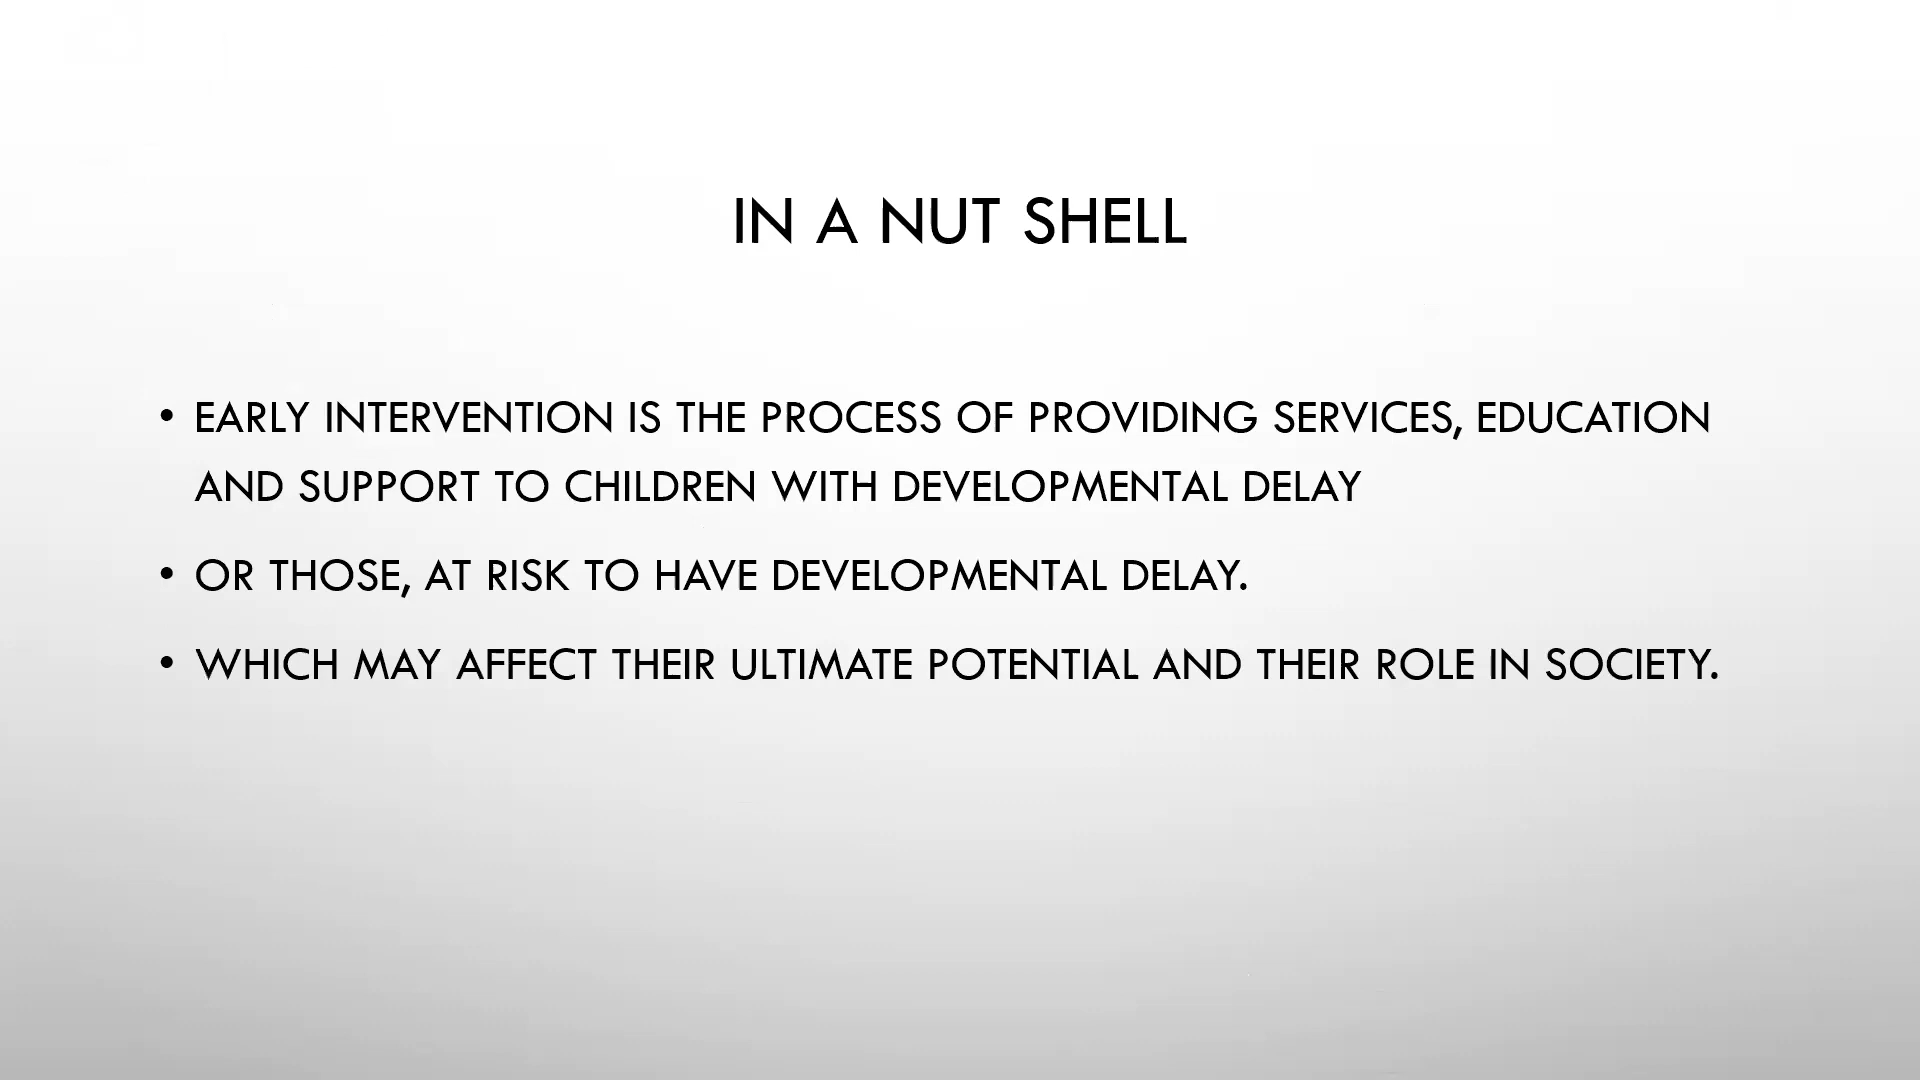 IN A NUT SHELL
• EARLY INTERVENTION IS THE PROCESS OF PROVIDING SERVICES, EDUCATION
AND SUPPORT TO CHILDREN WITH DEVELOPMENTAL DELAY
• OR THOSE, AT RISK TO HAVE DEVELOPMENTAL DELAY.
• WHICH MAY AFFECT THEIR ULTIMATE POTENTIAL AND THEIR ROLE IN SOCIETY.